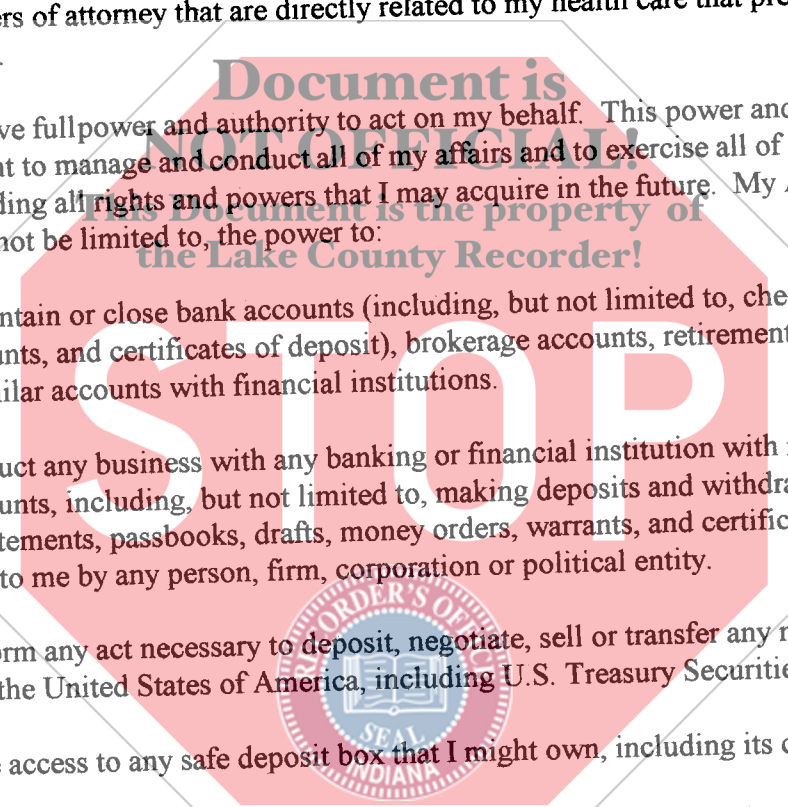 ers of attorney that are directly related to my health care that pre
Document is
ve full power and authority to act on my behalf. This power and
NOT OFFICIAL!
nt to manage and conduct all of my affairs and to exercise all of
ding all rights and powers that I may acquire in the future. My
This Document is the property of
not be limited to, the power to:
the Lake County Recorder!
ntain or close bank accounts (including, but not limited to, che
unts, and certificates of deposit), brokerage accounts, retirement
ilar accounts with financial institutions.
STOP
uct any business with any banking or financial institution with
unts, including, but not limited to, making deposits and withdra
tements, passbooks, drafts, money orders, warrants, and certific
to me by any person, firm, corporation or political entity.
RECORDER'S OFFICE
rm any act necessary to deposit, negotiate, sell or transfer any
the United States of America, including U.S. Treasury Securitie
SEAL
access to any safe deposit box that I might own, including its
INDIANA